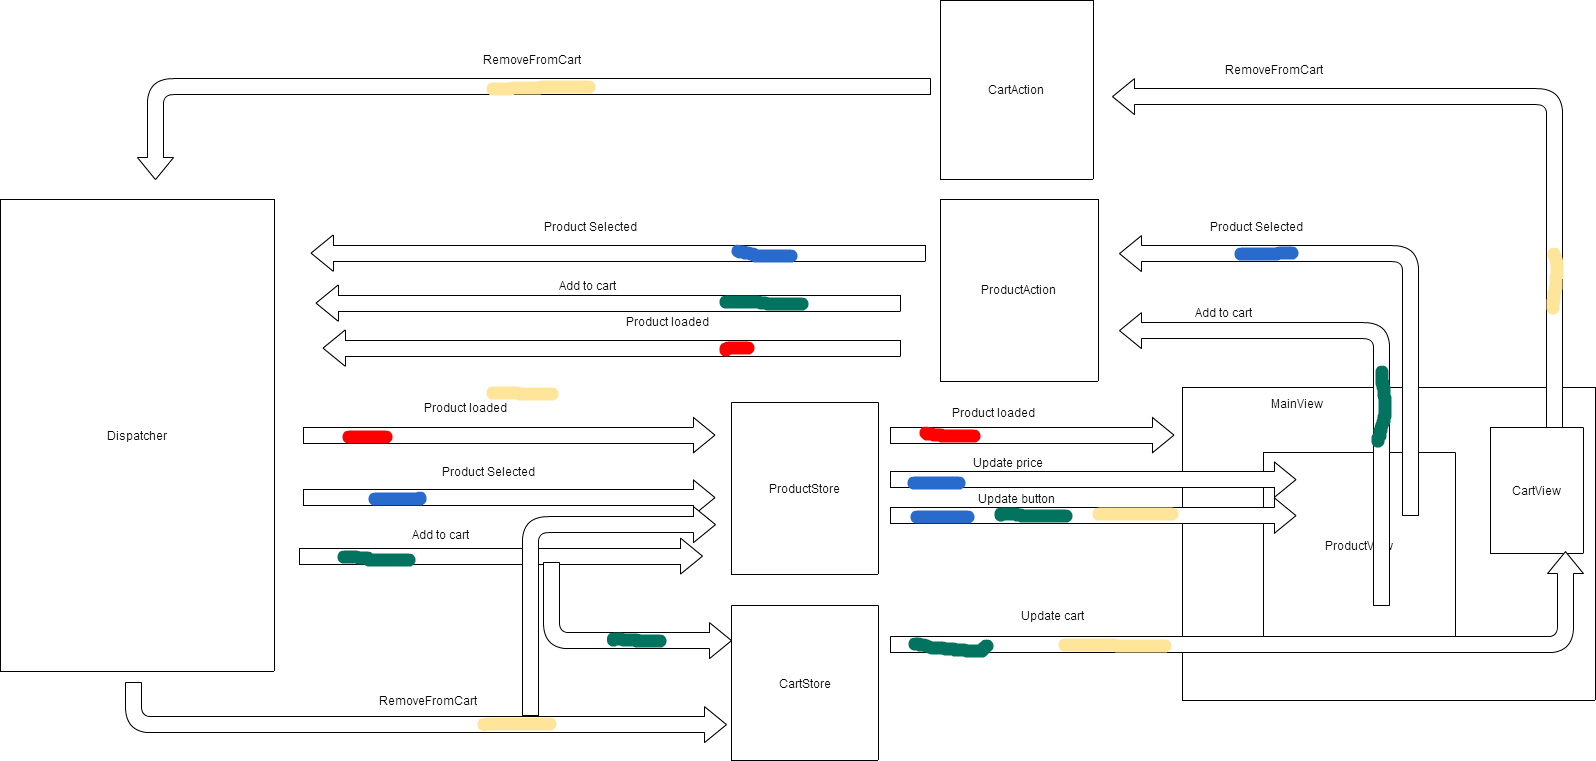 RemoveFromCart
RemoveFromCart
CartAction
Product Selected
Product Selected
Add to cart
ProductAction
Add to cart
Product loaded
MainView
Product loaded
Product loaded
Dispatcher
Update price
Product Selected
ProductStore
CartView
Update button
Add to cart
ProductV w
Update cart
CartStore
RemoveFromCart